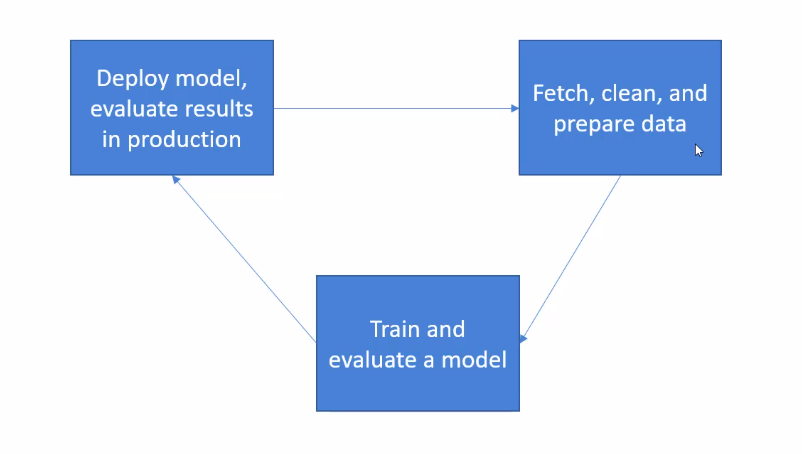 Deploy model,
evaluate results
in production
Fetch, clean, and
prepare data
Train and
evaluate a model